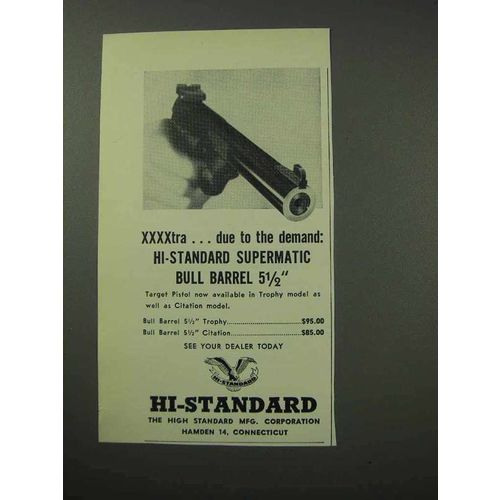 XXXXtra . . . due to the demand:
HI-STANDARD SUPERMATIC
BULL BARREL 5½"
Target Pistol now available in Trophy model as
well as Citation model.
Bull Barrel 5½" Trophy........................$95.00
Bull Barrel 5½" Citation......................$85.00
SEE YOUR DEALER TODAY
HI-STANDARD
HI-STANDARD
THE HIGH STANDARD MFG. CORPORATION
HAMDEN 14, CONNECTICUT